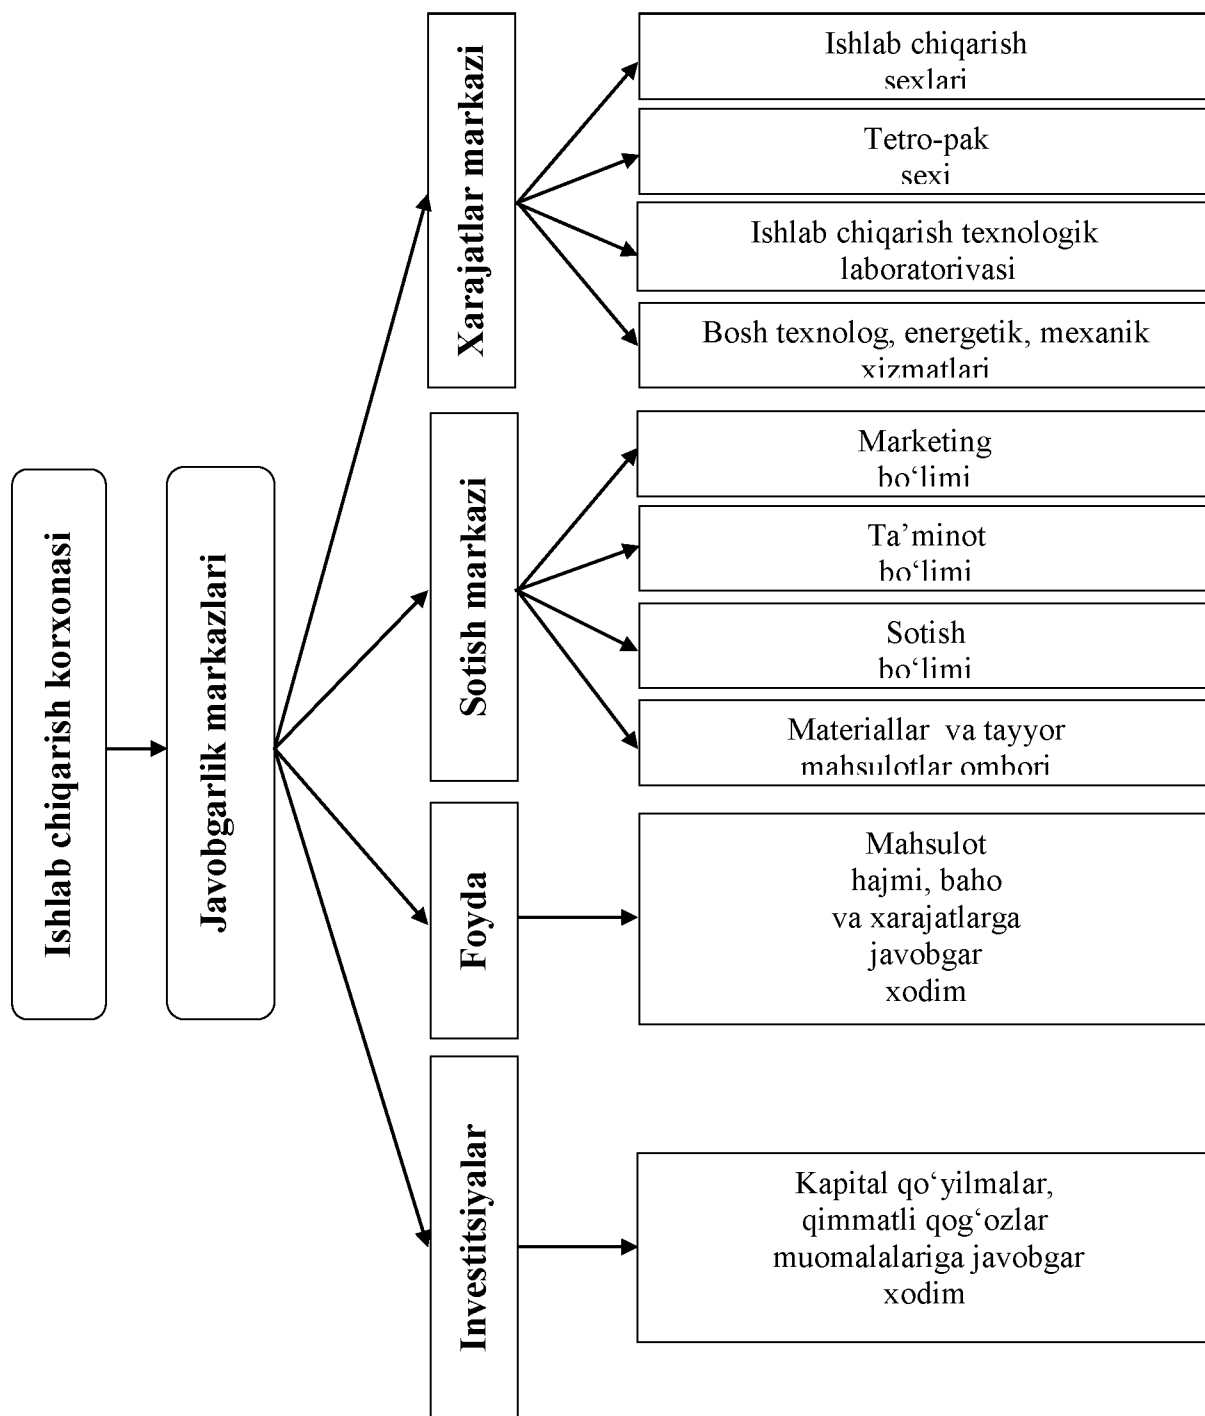 Ishlab chiqarish korxonasi
Javobgarlik markazlari
Xarajatlar markazi
Ishlab chiqarish
sexlari
Tetro-pak
sexi
Ishlab chiqarish texnologik
laboratoriyasi
Bosh texnolog, energetik, mexanik
xizmatlari
Sotish markazi
Marketing
bo‘limi
Ta’minot
bo‘limi
Sotish
bo‘limi
Materiallar va tayyor
mahsulotlar ombori
Foyda
Mahsulot
hajmi, baho
va xarajatlarga
javobgar
xodim
Investitsiyalar
Kapital qo‘yilmalar,
qimmatli qog‘ozlar
muomalalariga javobgar
xodim